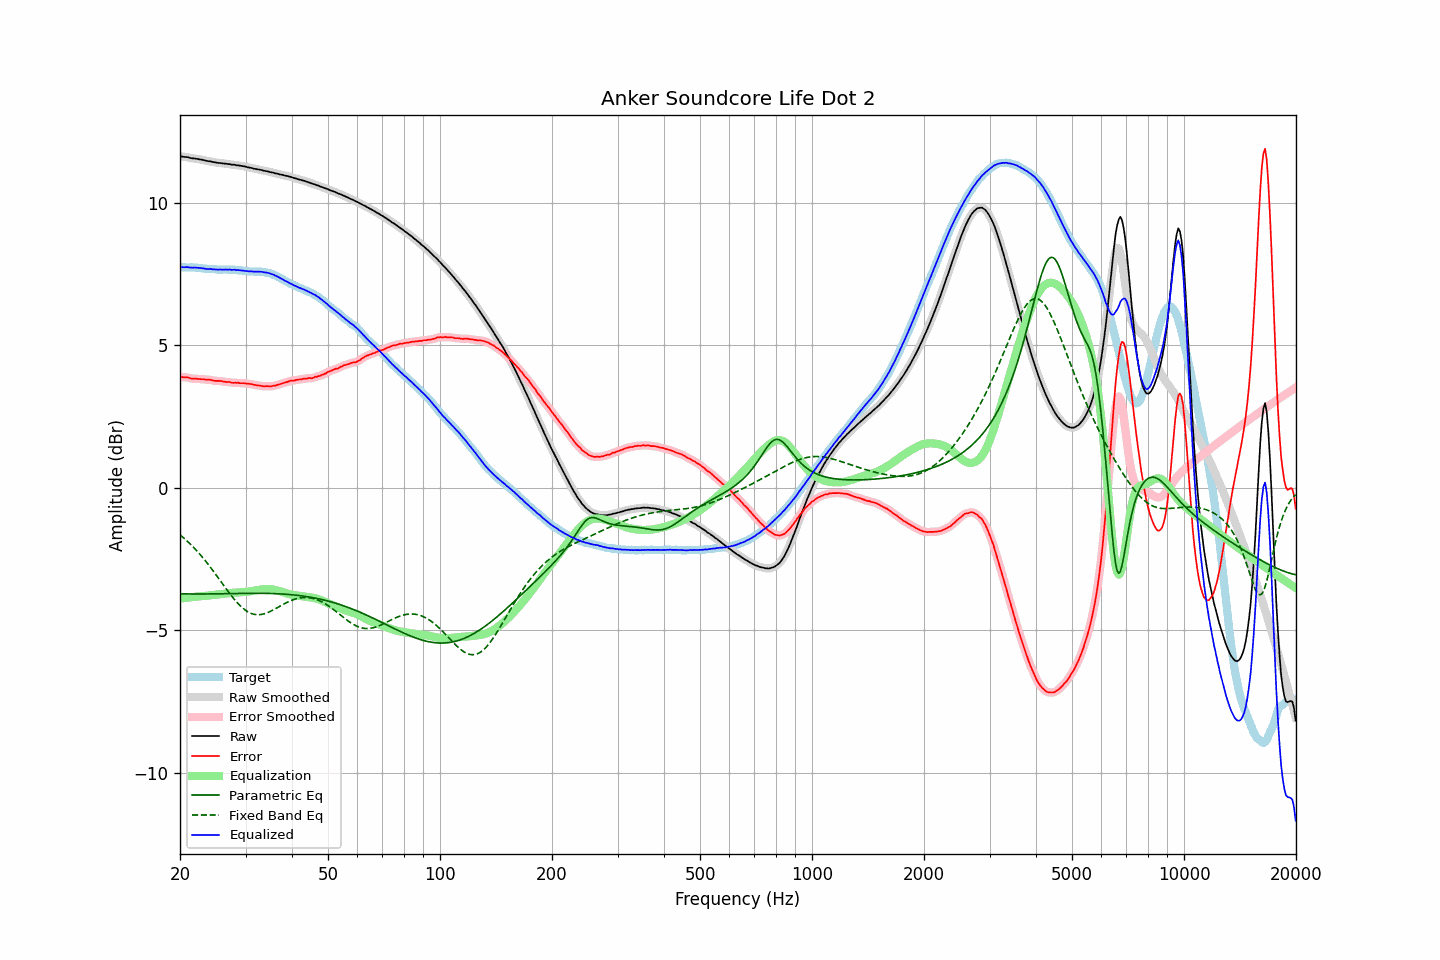 Anker Soundcore Life Dot 2
Amplitude (dBr)
10
5
0
−5
−10
Target
Raw Smoothed
Error Smoothed
Raw
Error
Equalization
Parametric Eq
Fixed Band Eq
Equalized
20 50 100 200 500 1000 2000 5000 10000 20000
Frequency (Hz)